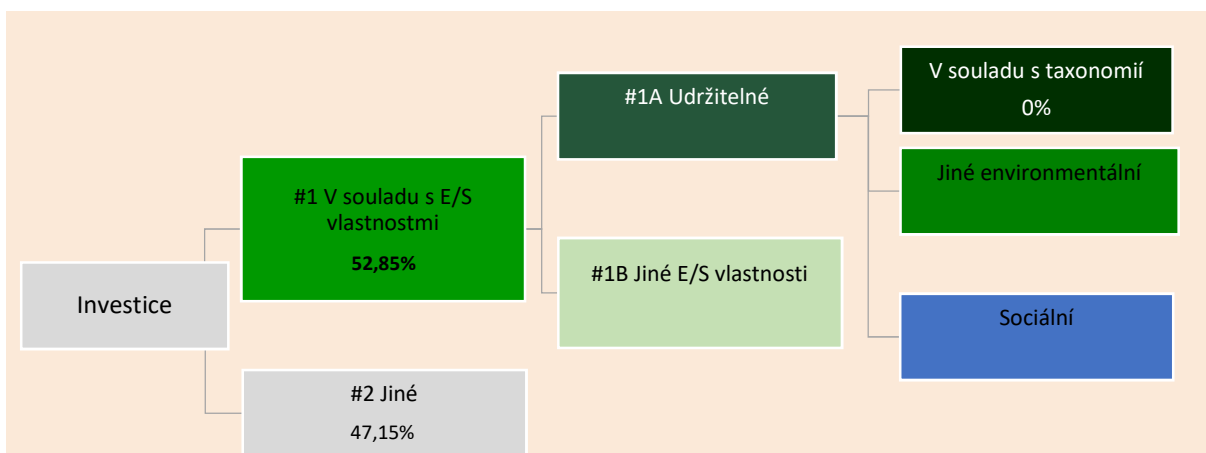 Investice
#1 V souladu s E/S
vlastnostmi
52,85%
#2 Jiné
47,15%
#1A Udržitelné
#1B Jiné E/S vlastnosti
V souladu s taxonomií
0%
Jiné environmentální
Sociální